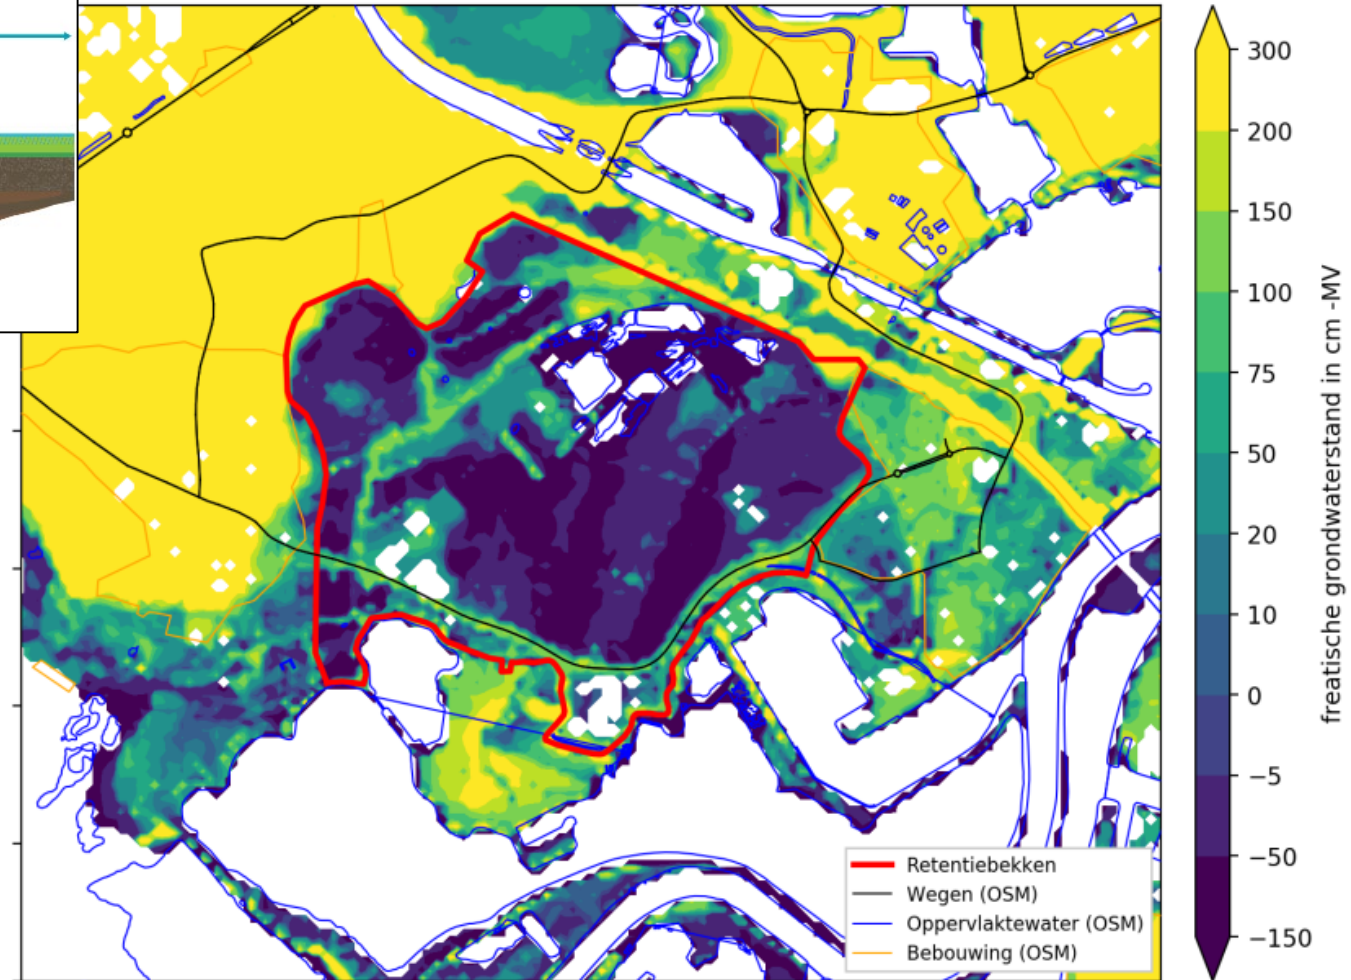 300
200
150
100
75
50
20
10
0
−5
−50
−150
freatische grondwaterstand in cm -MV
Retentiebekken
Wegen (OSM)
Oppervlaktewater (OSM)
Bebouwing (OSM)